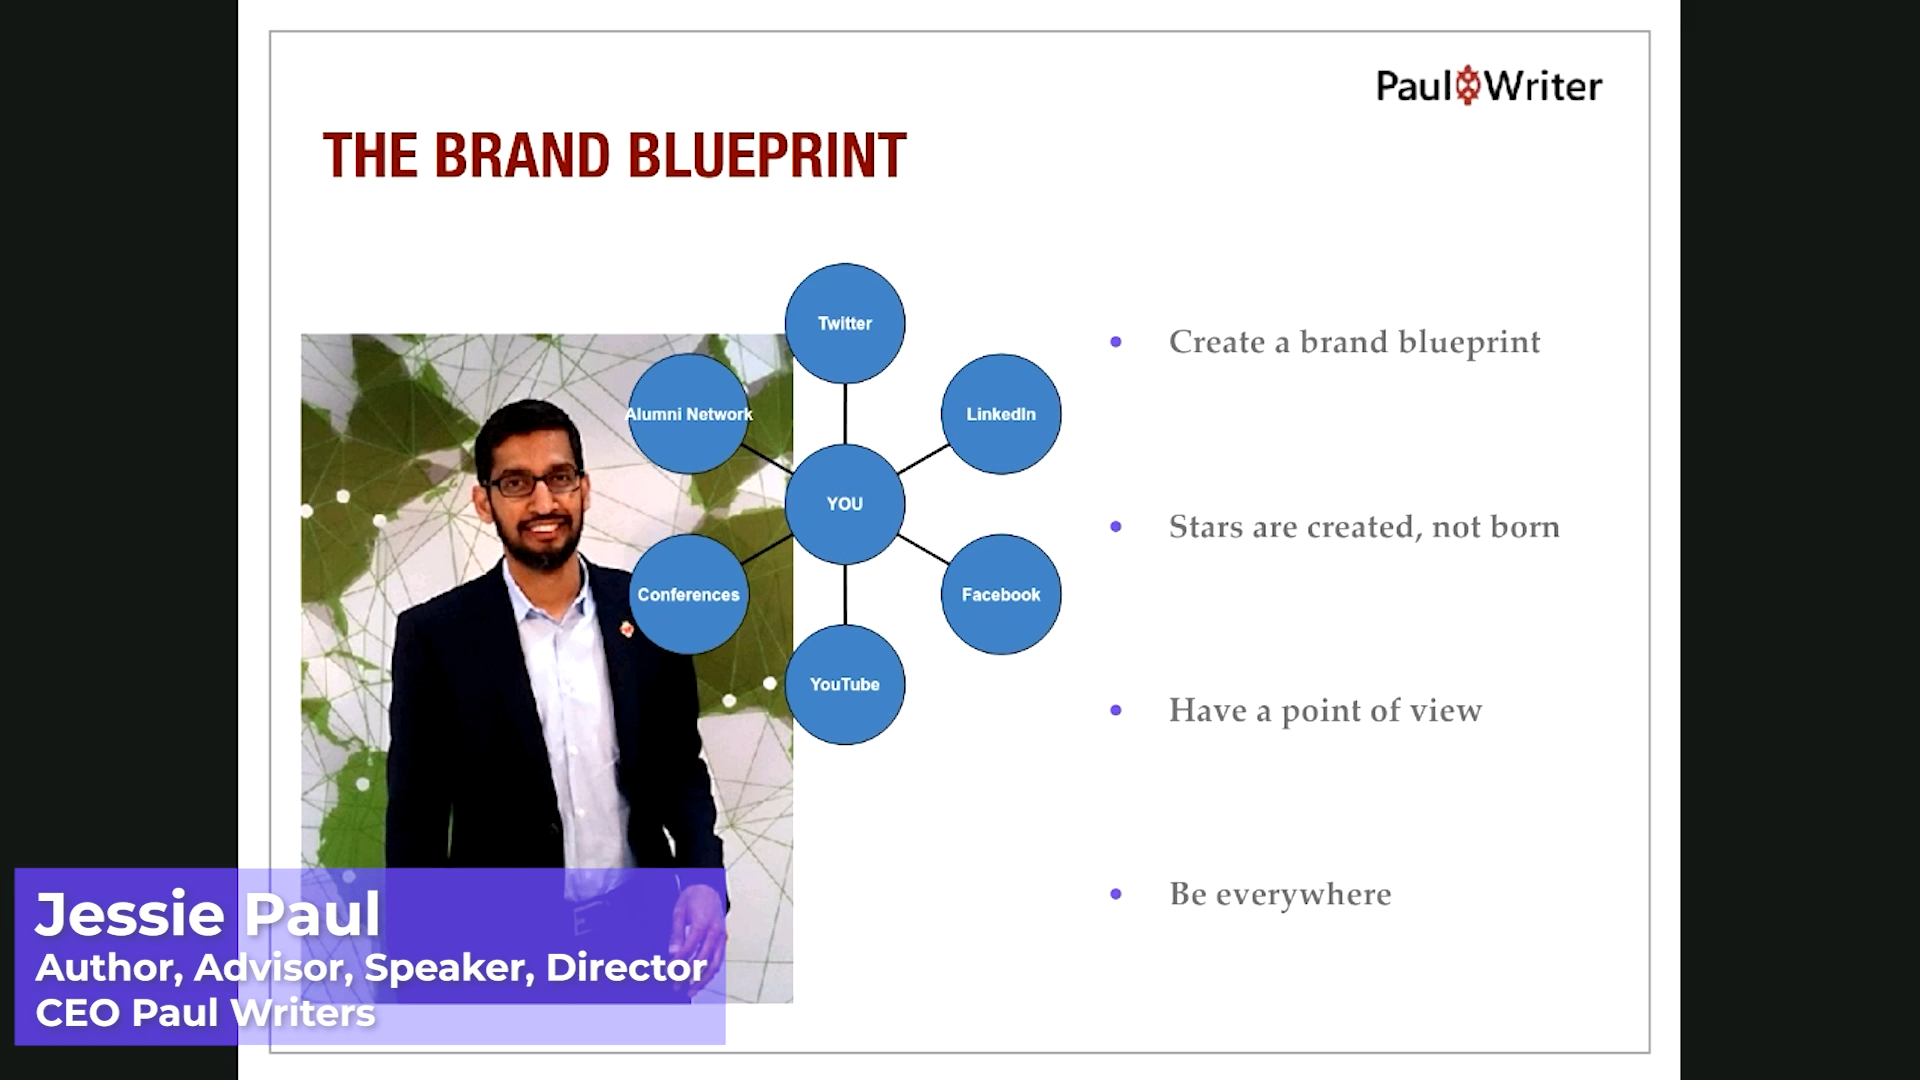 Paul Writer
THE BRAND BLUEPRINT
Twitter
Alumni Network
LinkedIn
YOU
Conferences
Facebook
YouTube
Create a brand blueprint
Stars are created, not born
Have a point of view
Be everywhere
Jessie Paul
Author, Advisor, Speaker, Director
CEO Paul Writers